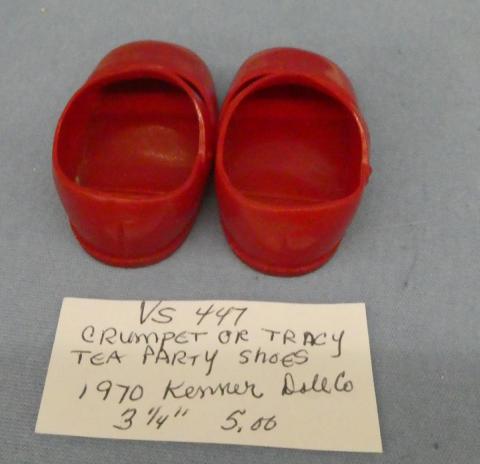 VS 447
CRUMPET OR TRACY
TEA PARTY SHOES
1970 Kenner Doll Co
3 1/4" 5.00